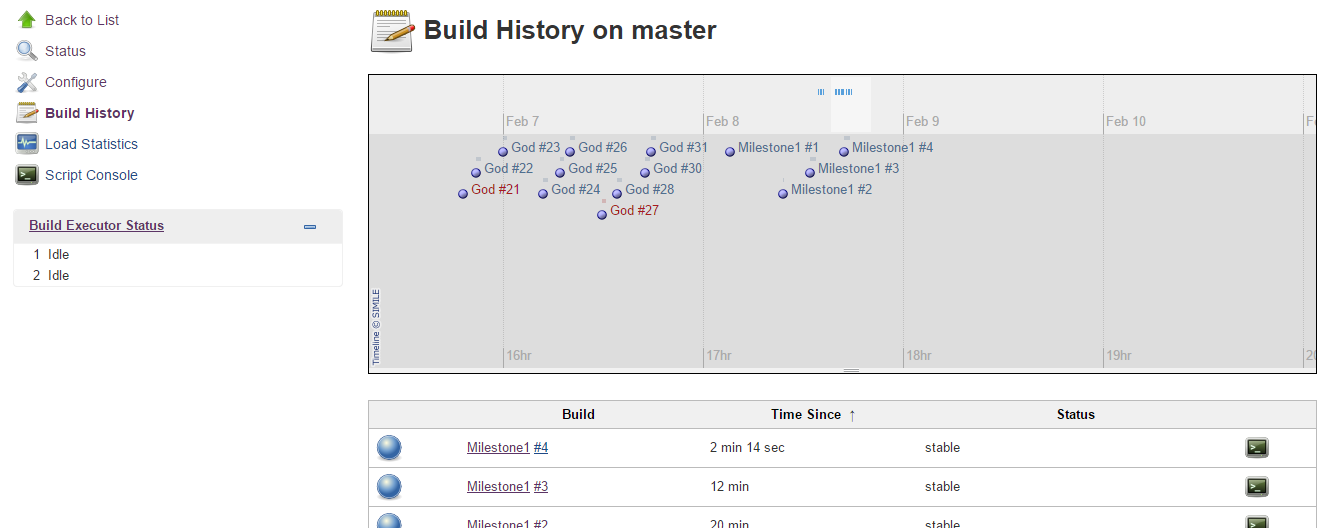 Back to List
Status
Configure
Build History
Load Statistics
Script Console
Build Executor Status
1 Idle
2 Idle
Build History on master
Feb 7 Feb 8 Feb 9 Feb 10
God #23 God #26 God #31 Milestone1 #1 Milestone1 #4
God #22 God #25 God #30 Milestone1 #3
God #21 God #24 God #28 Milestone1 #2
God #27
Timeline © SIMILE
16hr 17hr 18hr 19hr
Build Time Since ↑ Status
Milestone1 #4 2 min 14 sec stable
Milestone1 #3 12 min stable
Milestone1 #2 20 min stable